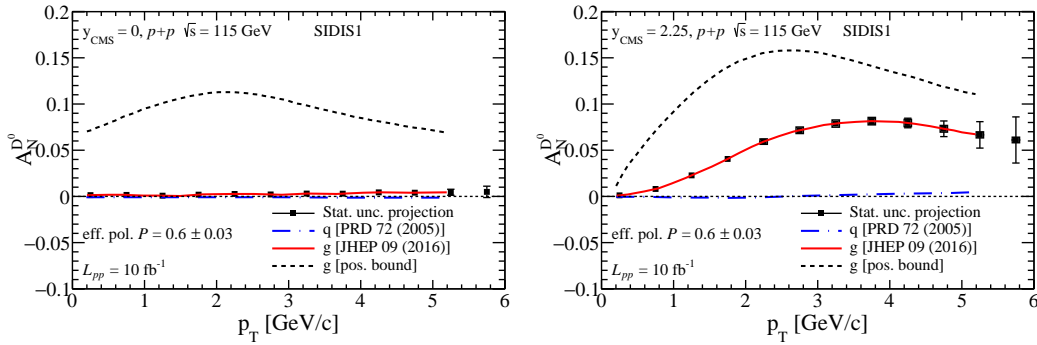 y_CMS = 0, p+p √s = 115 GeV SIDIS1
0.2
0.15
0.1
0.05
0
−0.05
−0.1
A_N^D⁰
Stat. unc. projection
q [PRD 72 (2005)]
eff. pol. P = 0.6 ± 0.03
g [JHEP 09 (2016)]
g [pos. bound]
L_pp = 10 fb⁻¹
0 1 2 3 4 5 6
p_T [GeV/c]
y_CMS = 2.25, p+p √s = 115 GeV SIDIS1
0.2
0.15
0.1
0.05
0
−0.05
−0.1
A_N^D⁰
Stat. unc. projection
q [PRD 72 (2005)]
eff. pol. P = 0.6 ± 0.03
g [JHEP 09 (2016)]
g [pos. bound]
L_pp = 10 fb⁻¹
0 1 2 3 4 5 6
p_T [GeV/c]